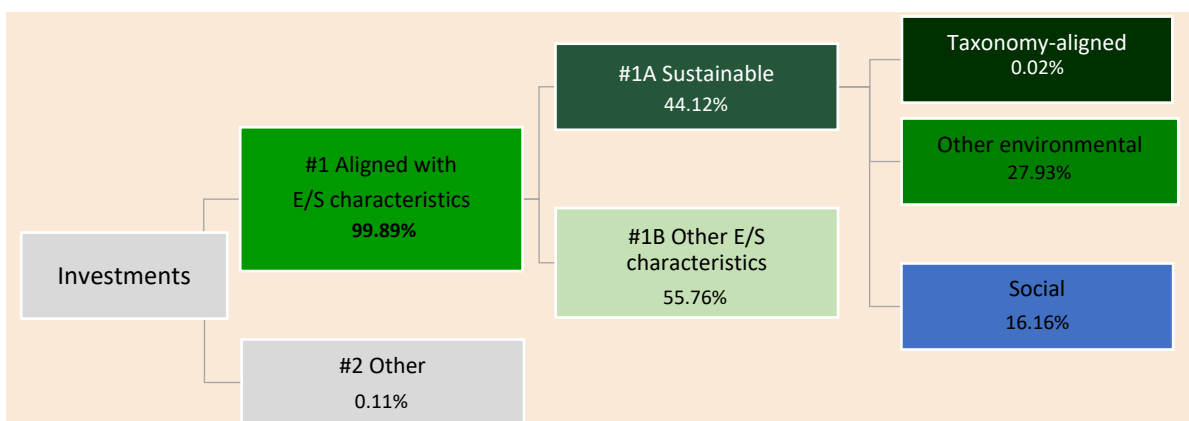 Investments
#1 Aligned with
E/S characteristics
99.89%
#2 Other
0.11%
#1A Sustainable
44.12%
#1B Other E/S
characteristics
55.76%
Taxonomy-aligned
0.02%
Other environmental
27.93%
Social
16.16%